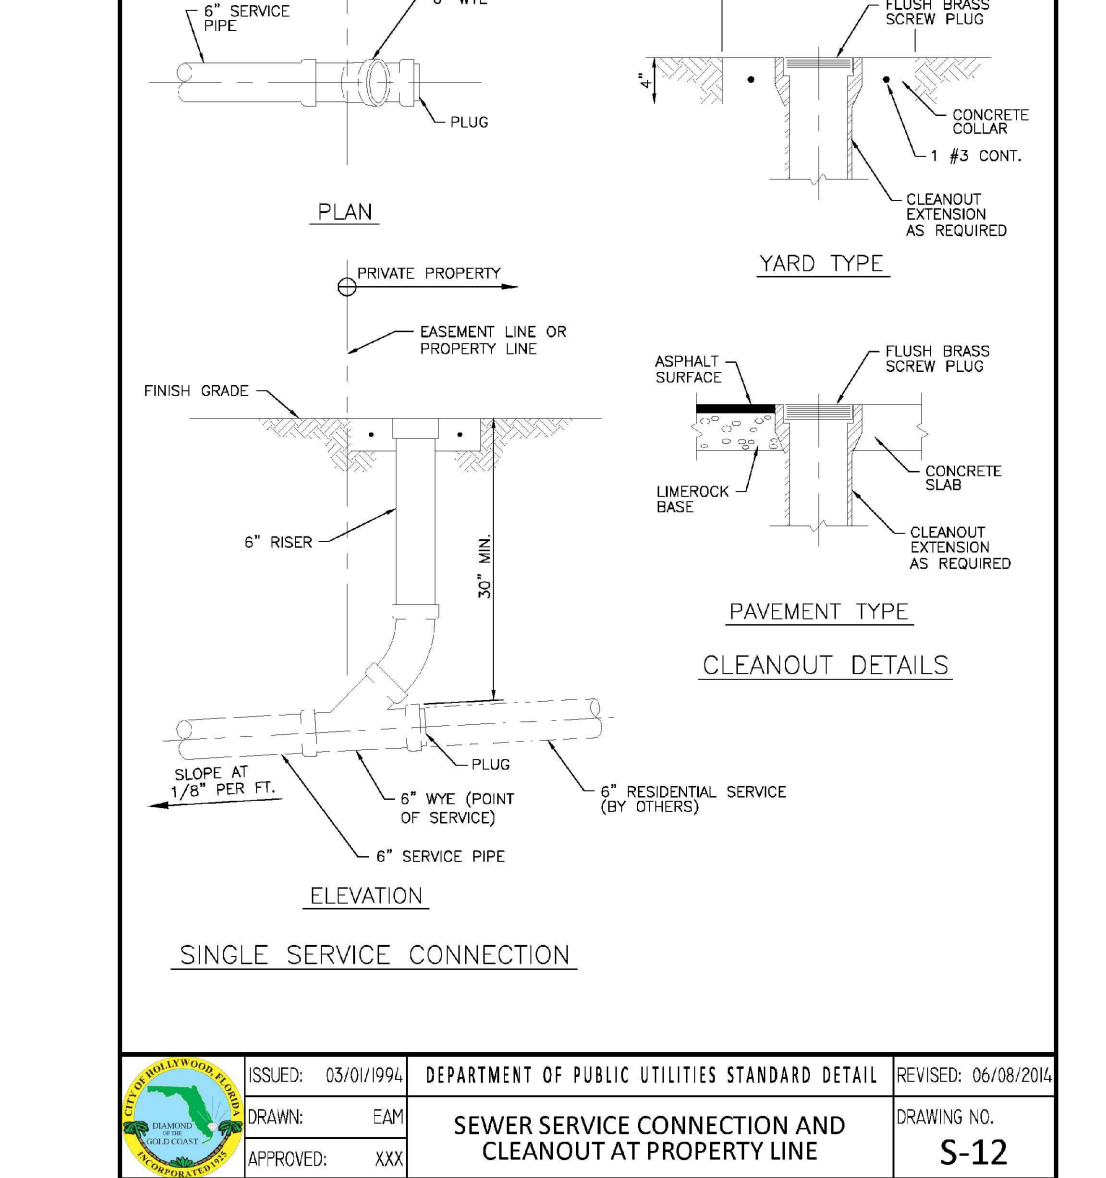 6" SERVICE
PIPE
6" WYE
PLUG
PLAN
FLUSH BRASS
SCREW PLUG
4"
CONCRETE
COLLAR
1 #3 CONT.
CLEANOUT
EXTENSION
AS REQUIRED
YARD TYPE
PRIVATE PROPERTY
EASEMENT LINE OR
PROPERTY LINE
FINISH GRADE
6" RISER
30" MIN.
PLUG
SLOPE AT
1/8" PER FT.
6" WYE (POINT
OF SERVICE)
6" RESIDENTIAL SERVICE
(BY OTHERS)
6" SERVICE PIPE
ELEVATION
SINGLE SERVICE CONNECTION
ASPHALT
SURFACE
FLUSH BRASS
SCREW PLUG
LIMEROCK
BASE
CONCRETE
SLAB
CLEANOUT
EXTENSION
AS REQUIRED
PAVEMENT TYPE
CLEANOUT DETAILS
CITY OF HOLLYWOOD, FLORIDA
DIAMOND
OF THE
GOLD COAST
INCORPORATED 1925
ISSUED: 03/01/1994
DRAWN: EAM
APPROVED: XXX
DEPARTMENT OF PUBLIC UTILITIES STANDARD DETAIL
SEWER SERVICE CONNECTION AND
CLEANOUT AT PROPERTY LINE
REVISED: 06/08/2014
DRAWING NO.
S-12